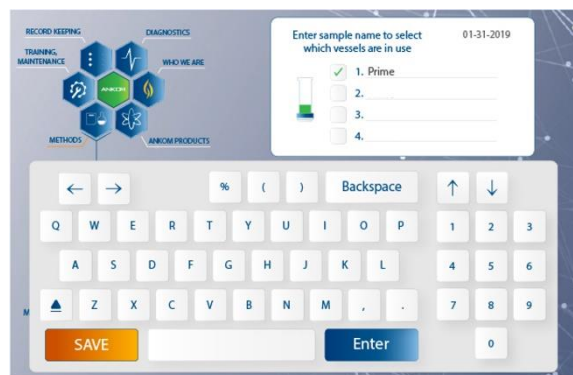 RECORD KEEPING
DIAGNOSTICS
TRAINING,
MAINTENANCE
WHO WE ARE
ANKOM
METHODS
ANKOM PRODUCTS
Enter sample name to select
which vessels are in use
01-31-2019
1. Prime
2.
3.
4.
% ( ) Backspace
Q W E R T Y U I O P 1 2 3
A S D F G H J K L 4 5 6
M
Z X C V B N M , . 7 8 9
SAVE Enter 0